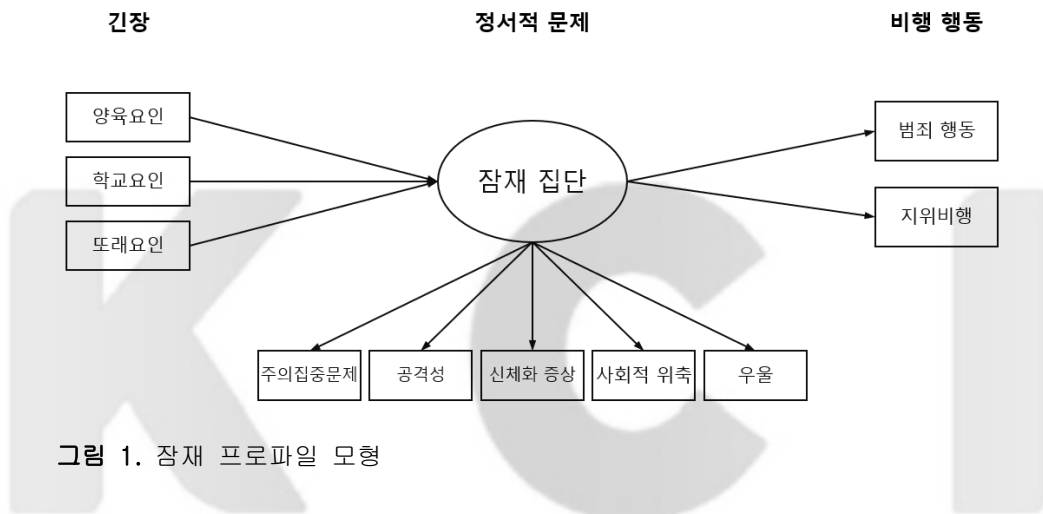 긴장 정서적 문제 비행 행동
양육요인
학교요인
또래요인
잠재 집단
범죄 행동
지위비행
주의집중문제 공격성 신체화 증상 사회적 위축 우울
그림 1. 잠재 프로파일 모형
KCI